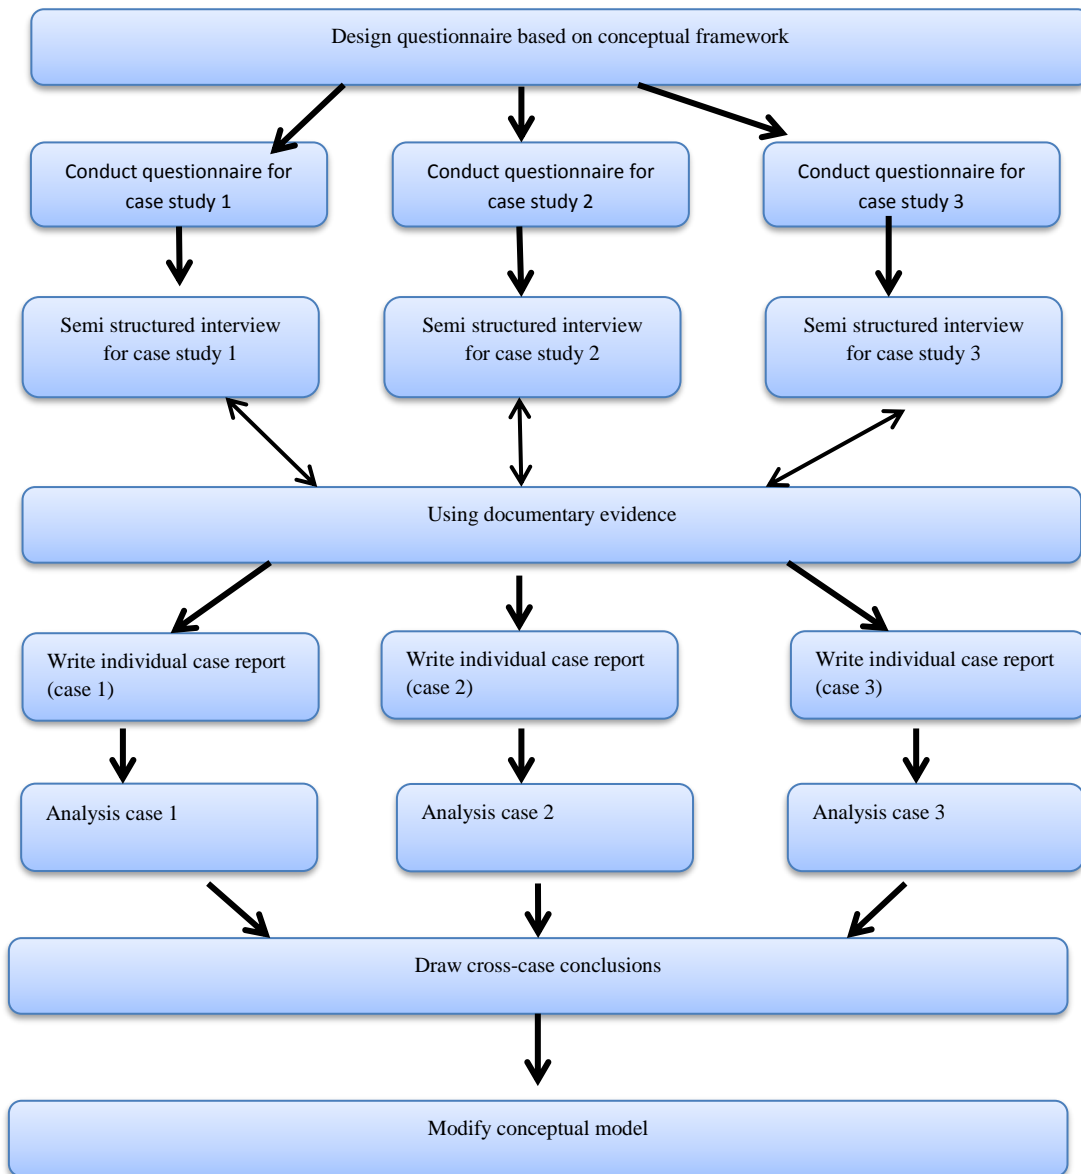 Design questionnaire based on conceptual framework
Conduct questionnaire for
case study 1
Conduct questionnaire for
case study 2
Conduct questionnaire for
case study 3
Semi structured interview
for case study 1
Semi structured interview
for case study 2
Semi structured interview
for case study 3
Using documentary evidence
Write individual case report
(case 1)
Write individual case report
(case 2)
Write individual case report
(case 3)
Analysis case 1
Analysis case 2
Analysis case 3
Draw cross-case conclusions
Modify conceptual model